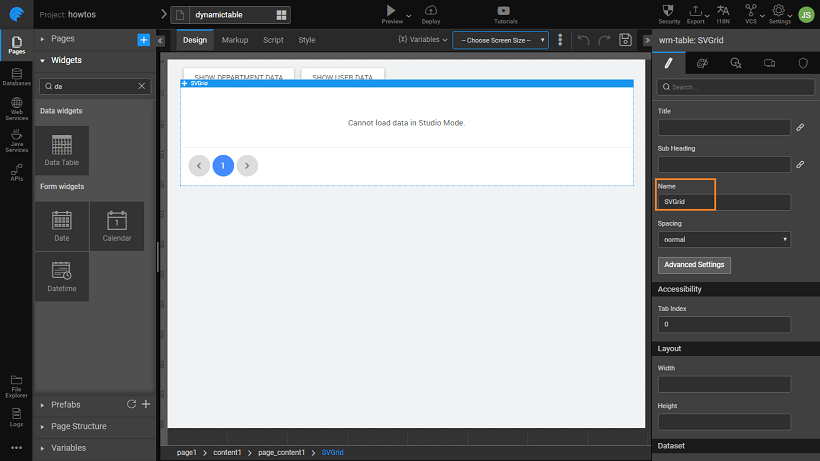 Project: howtos
dynamictable
Preview
Deploy
Tutorials
Security
Export
I18N
VCS
Settings
JS
Pages
Databases
Web
Services
Java
Services
APIs
File
Explorer
Logs
Pages
Widgets
da
Data widgets
Data Table
Form widgets
Date
1
Calendar
Datetime
Prefabs
Page Structure
Variables
Design
Markup
Script
Style
{x} Variables
-- Choose Screen Size --
SHOW DEPARTMENT DATA
SHOW USER DATA
SVGrid
Cannot load data in Studio Mode.
1
page1 > content1 > page_content1 > SVGrid
wm-table: SVGrid
Search...
Title
Sub Heading
Name
SVGrid
Spacing
normal
Advanced Settings
Accessibility
Tab Index
0
Layout
Width
Height
Dataset